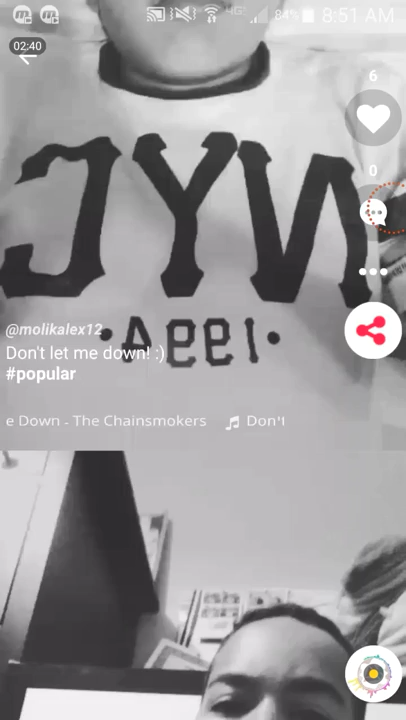 4G
84% 8:51 AM
02:40
6
0
NYC
•1994•
@molikalex12
Don't let me down! :)
#popular
e Down - The Chainsmokers Don't